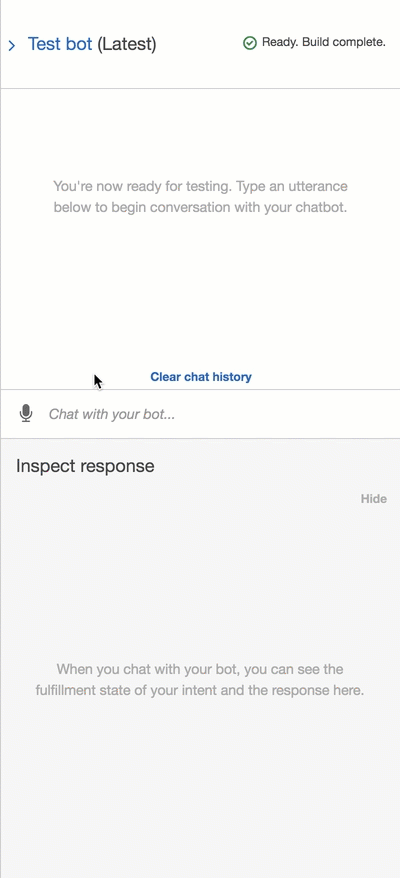 Test bot (Latest)
Ready. Build complete.
You're now ready for testing. Type an utterance
below to begin conversation with your chatbot.
Clear chat history
Chat with your bot...
Inspect response
Hide
When you chat with your bot, you can see the
fulfillment state of your intent and the response here.